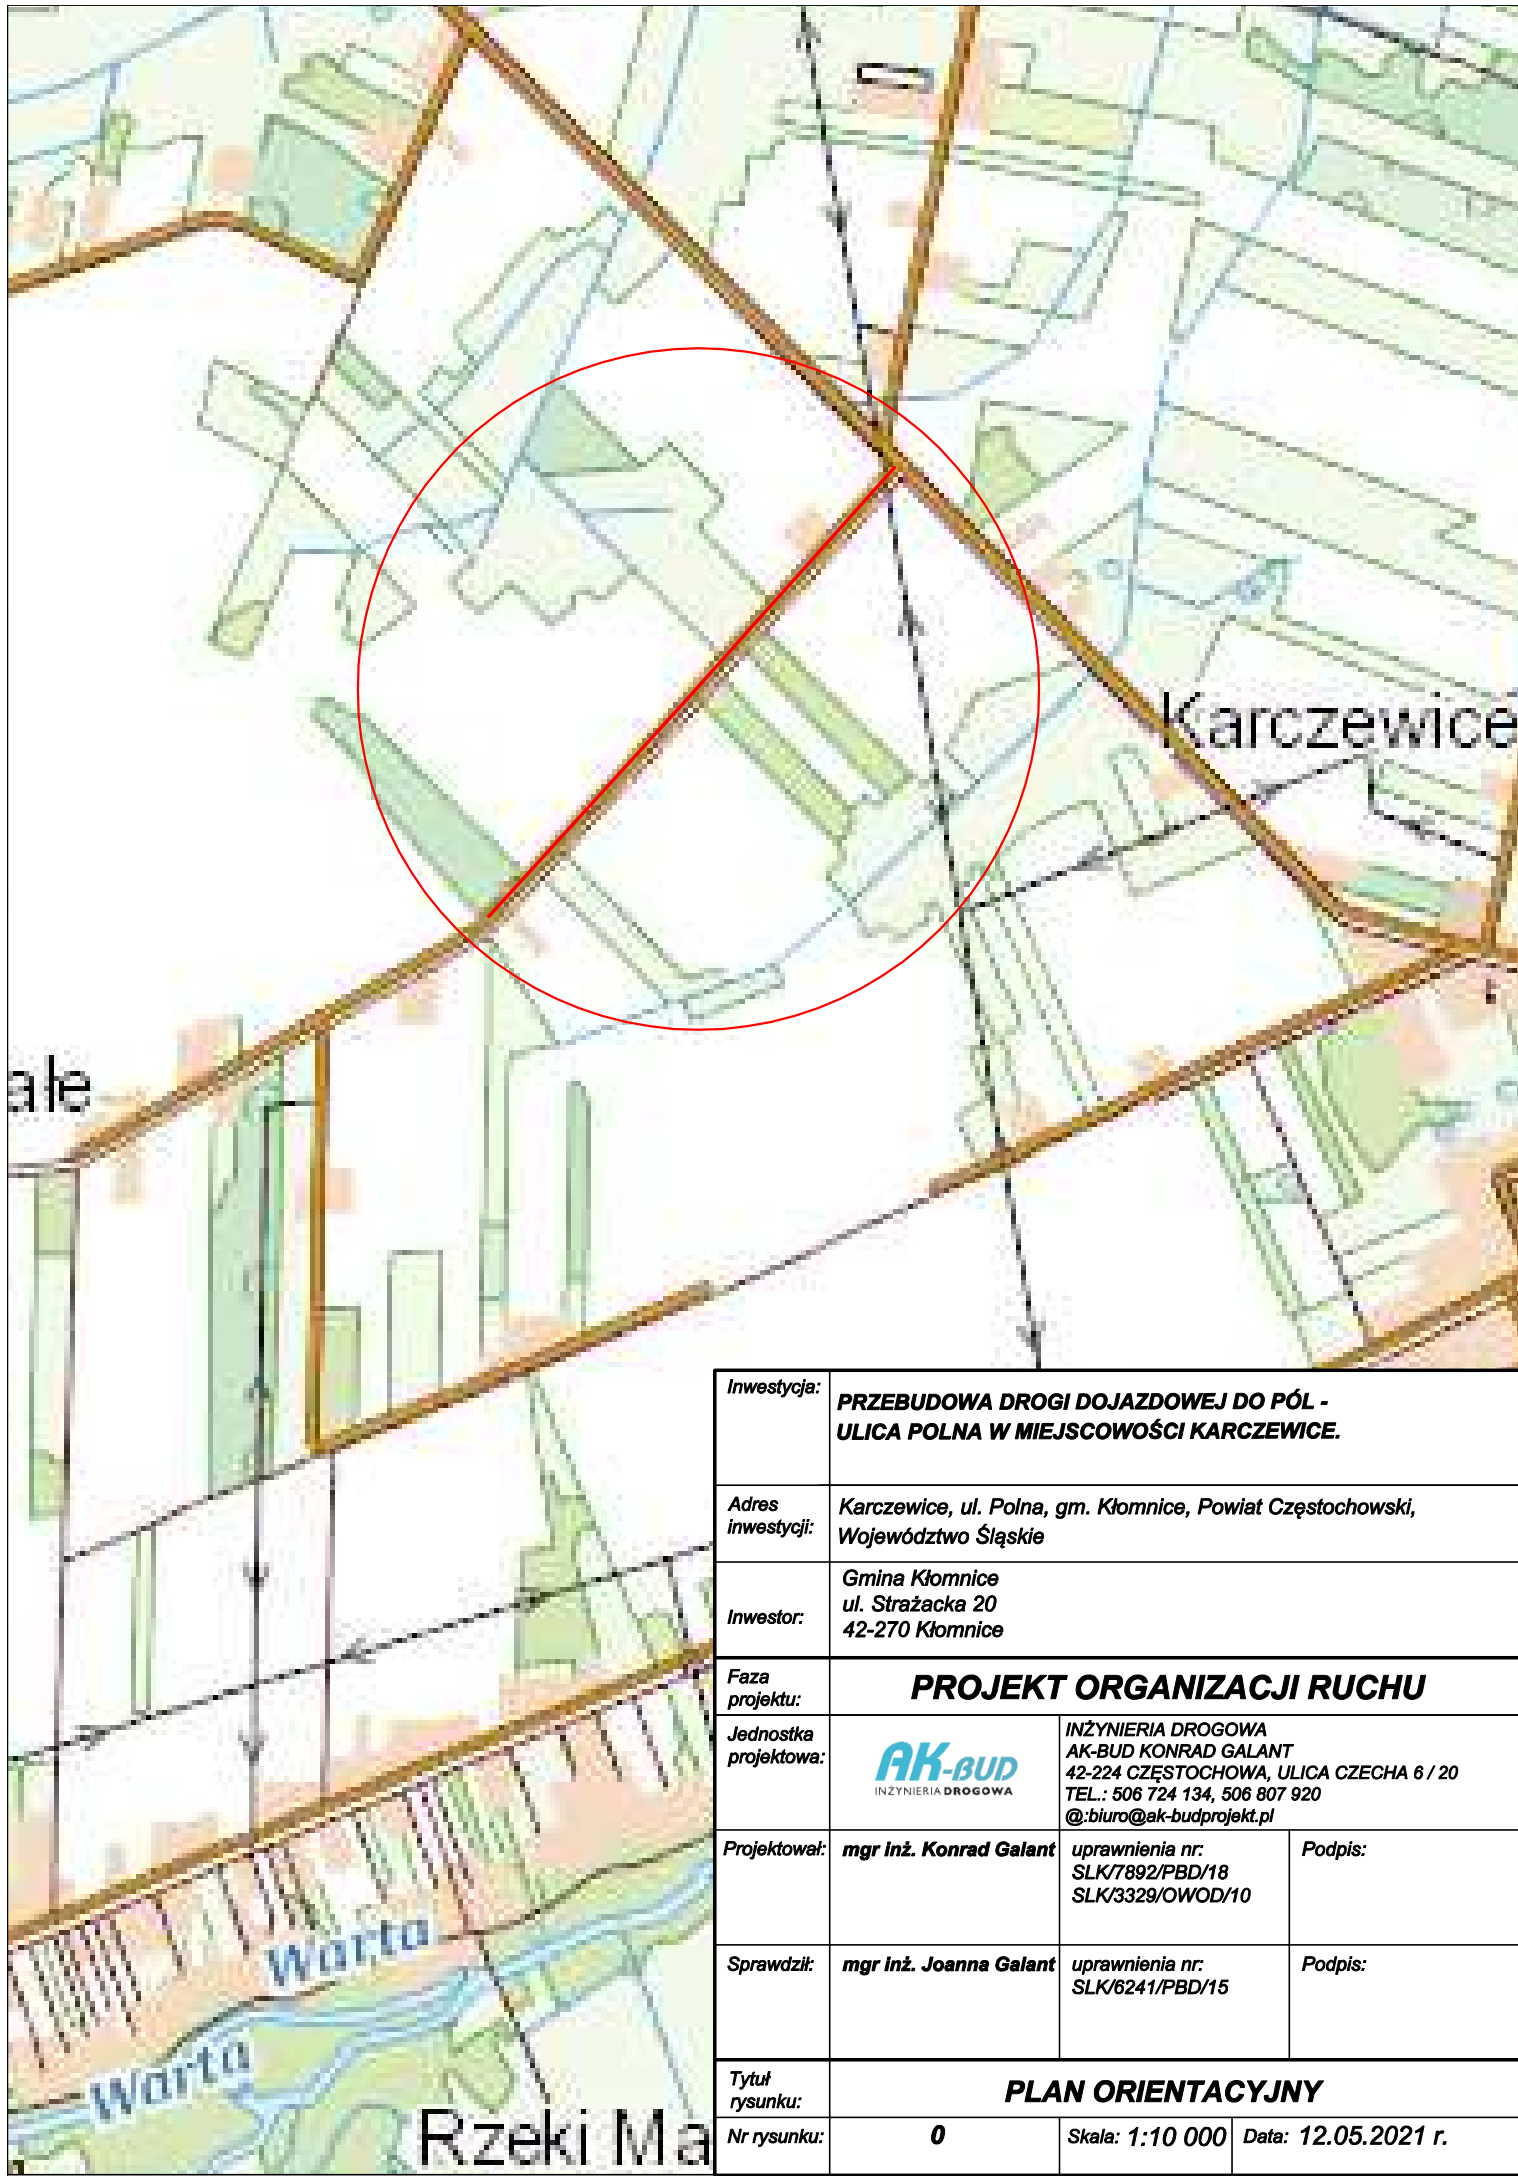 Karczewice
ałe
Warta
Warta
Rzeki Ma
Inwestycja:
PRZEBUDOWA DROGI DOJAZDOWEJ DO PÓL -
ULICA POLNA W MIEJSCOWOŚCI KARCZEWICE.
Adres
inwestycji:
Karczewice, ul. Polna, gm. Kłomnice, Powiat Częstochowski,
Województwo Śląskie
Inwestor:
Gmina Kłomnice
ul. Strażacka 20
42-270 Kłomnice
Faza
projektu:
PROJEKT ORGANIZACJI RUCHU
Jednostka
projektowa:
AK-BUD
INŻYNIERIA DROGOWA
INŻYNIERIA DROGOWA
AK-BUD KONRAD GALANT
42-224 CZĘSTOCHOWA, ULICA CZECHA 6 / 20
TEL.: 506 724 134, 506 807 920
@:biuro@ak-budprojekt.pl
Projektował:
mgr inż. Konrad Galant
uprawnienia nr:
SLK/7892/PBD/18
SLK/3329/OWOD/10
Podpis:
Sprawdził:
mgr inż. Joanna Galant
uprawnienia nr:
SLK/6241/PBD/15
Podpis:
Tytuł
rysunku:
PLAN ORIENTACYJNY
Nr rysunku:
0
Skala: 1:10 000
Data: 12.05.2021 r.